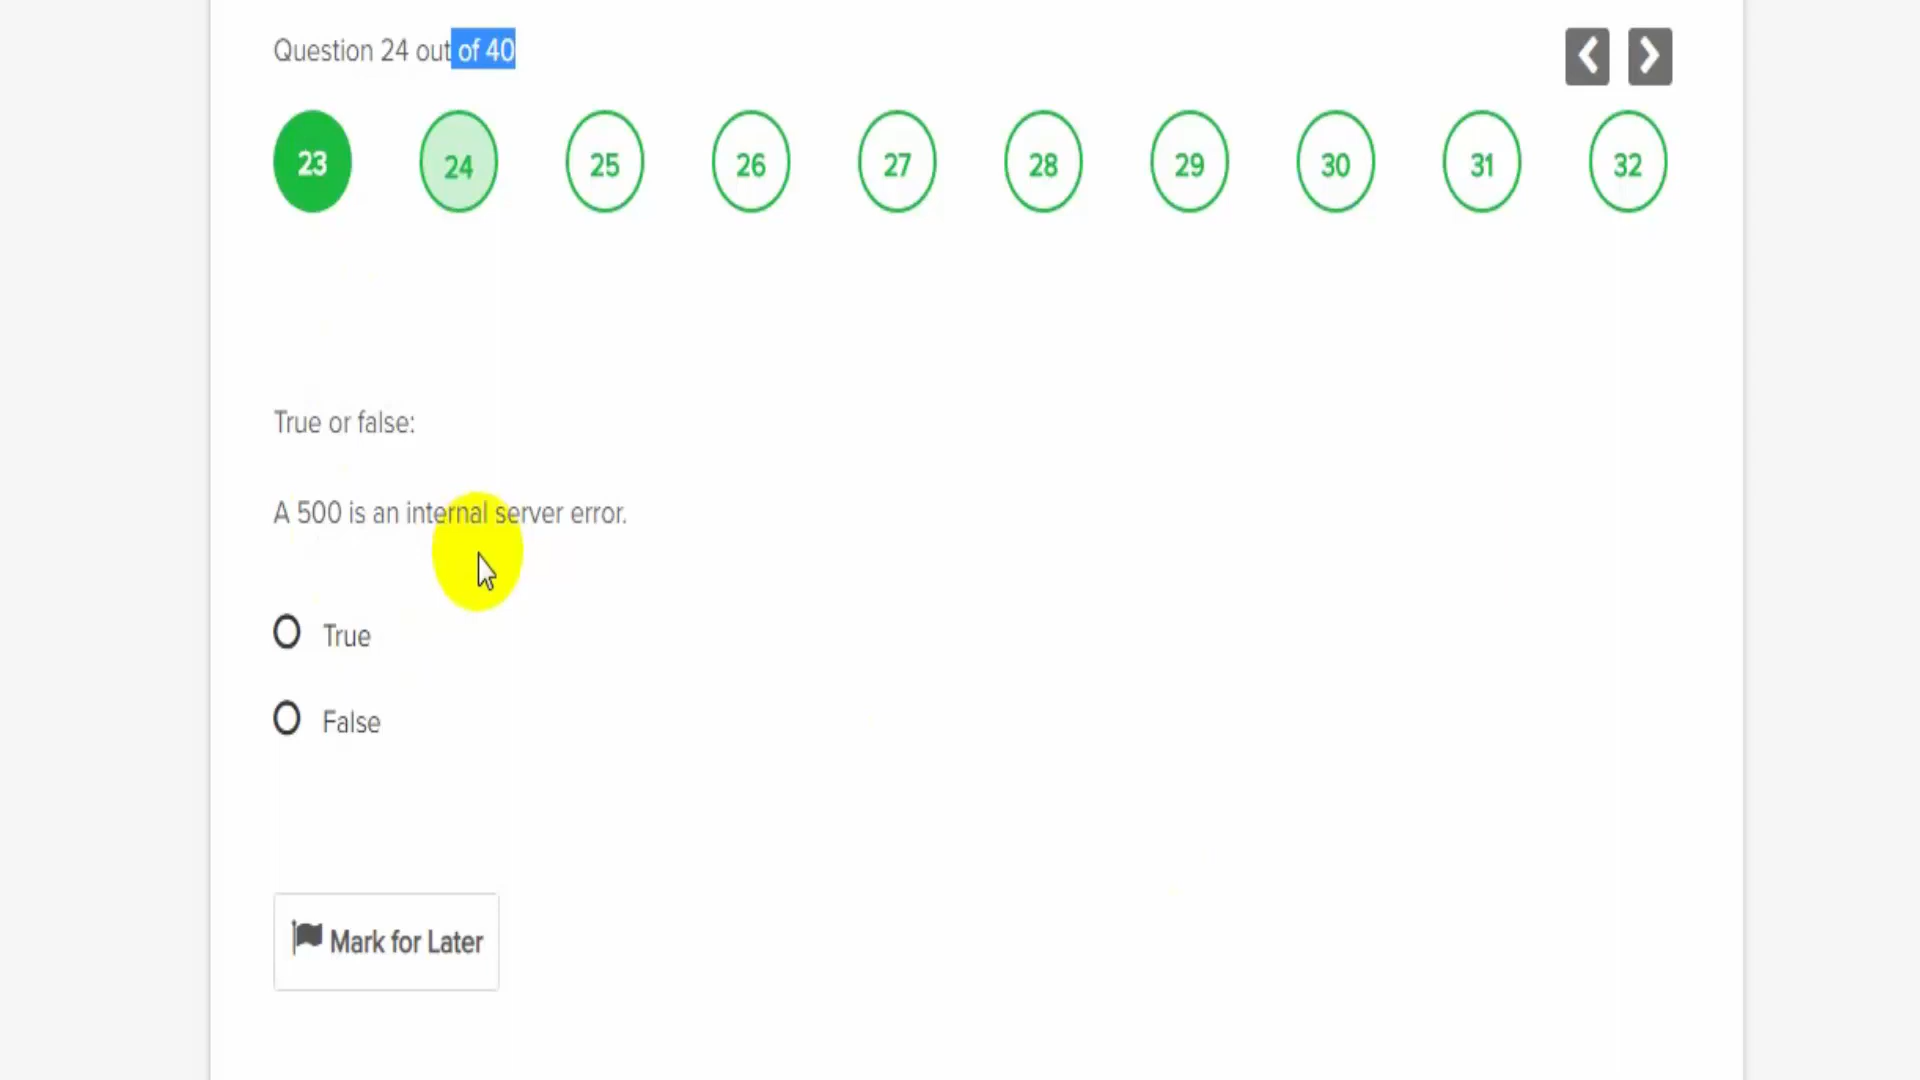 Question 24 out of 40
23 24 25 26 27 28 29 30 31 32
True or false:
A 500 is an internal server error.
True
False
Mark for Later